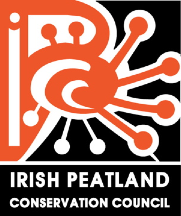 IRISH PEATLAND
CONSERVATION COUNCIL